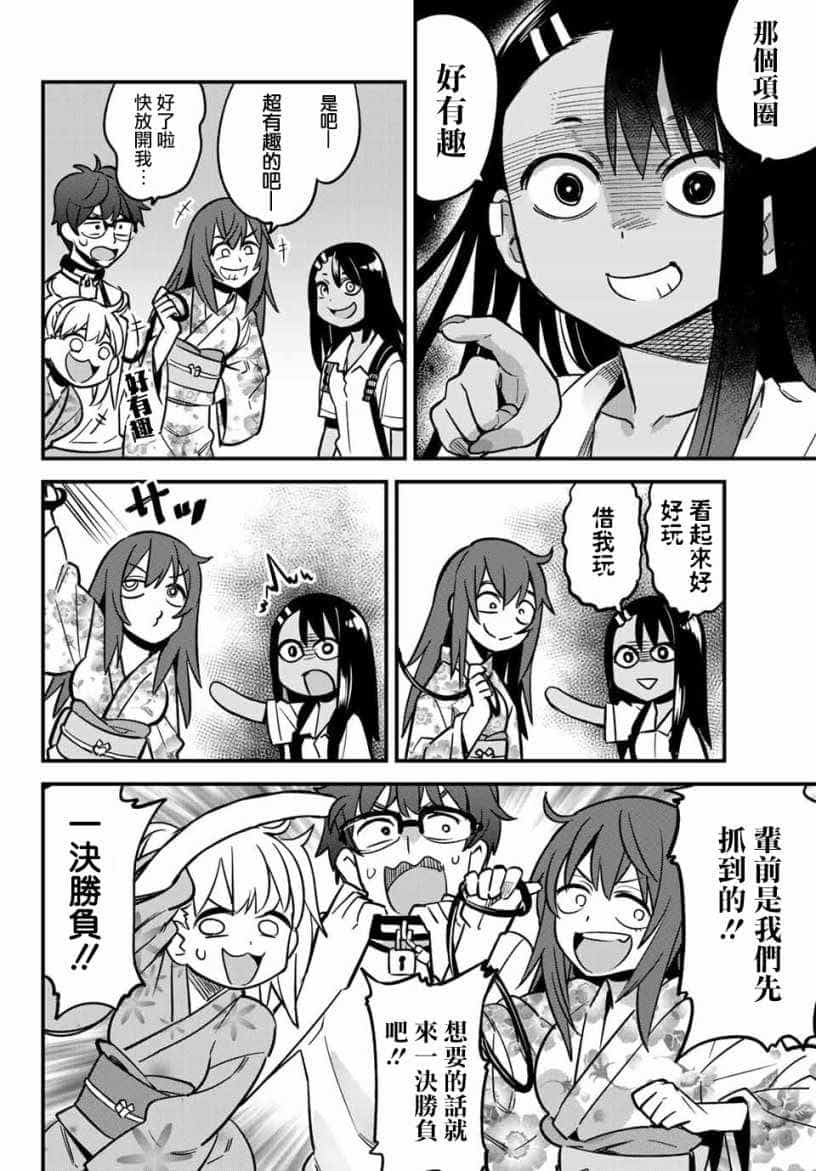 那個項圈
好有趣
是吧—
超有趣的吧—
好了啦
快放開我…
好有趣
看起來好
好玩
借我玩
サッ
輩前是我們先
抓到的!!
想要的話就
來一決勝負
吧!!
一決勝負!!